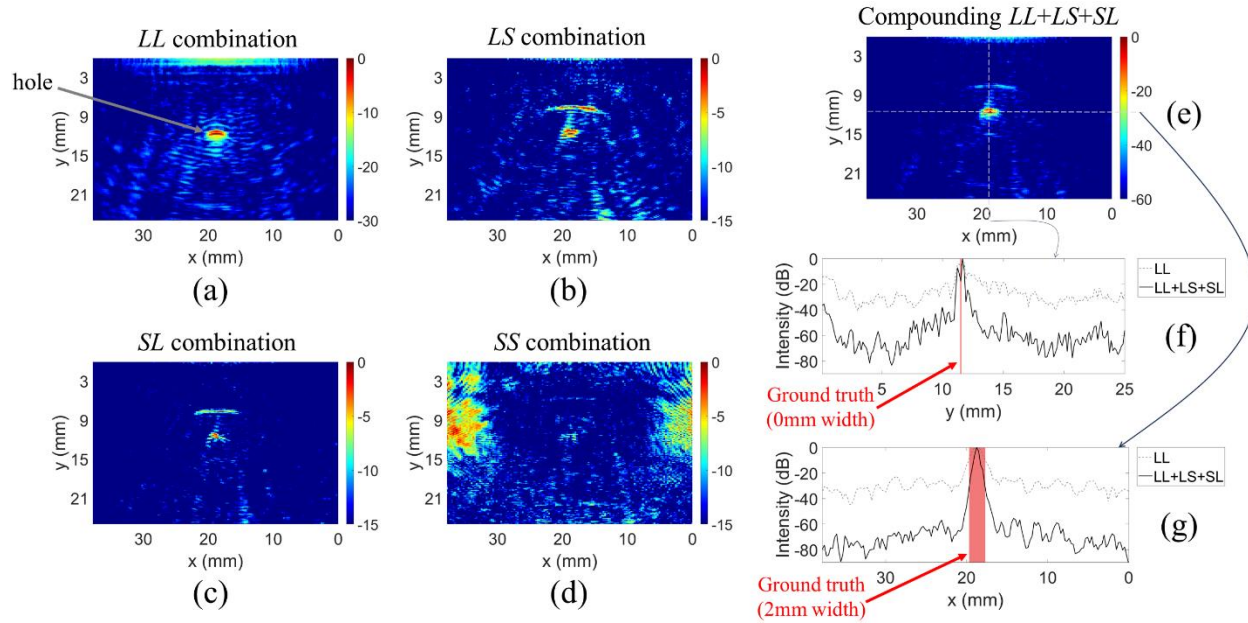 LL combination
hole
0
-10
-20
-30
3
9
15
21
y (mm)
30
20
10
0
x (mm)
(a)
LS combination
0
-5
-10
-15
3
9
15
21
y (mm)
30
20
10
0
x (mm)
(b)
SL combination
0
-5
-10
-15
3
9
15
21
y (mm)
30
20
10
0
x (mm)
(c)
SS combination
0
-5
-10
-15
3
9
15
21
y (mm)
30
20
10
0
x (mm)
(d)
Compounding LL+LS+SL
0
-20
-40
-60
3
9
15
21
y (mm)
30
20
10
0
x (mm)
(e)
0
-20
-40
-60
-80
Intensity (dB)
5
10
15
20
25
y (mm)
LL
LL+LS+SL
(f)
Ground truth
(0mm width)
0
-20
-40
-60
-80
Intensity (dB)
30
20
10
0
x (mm)
LL
LL+LS+SL
(g)
Ground truth
(2mm width)